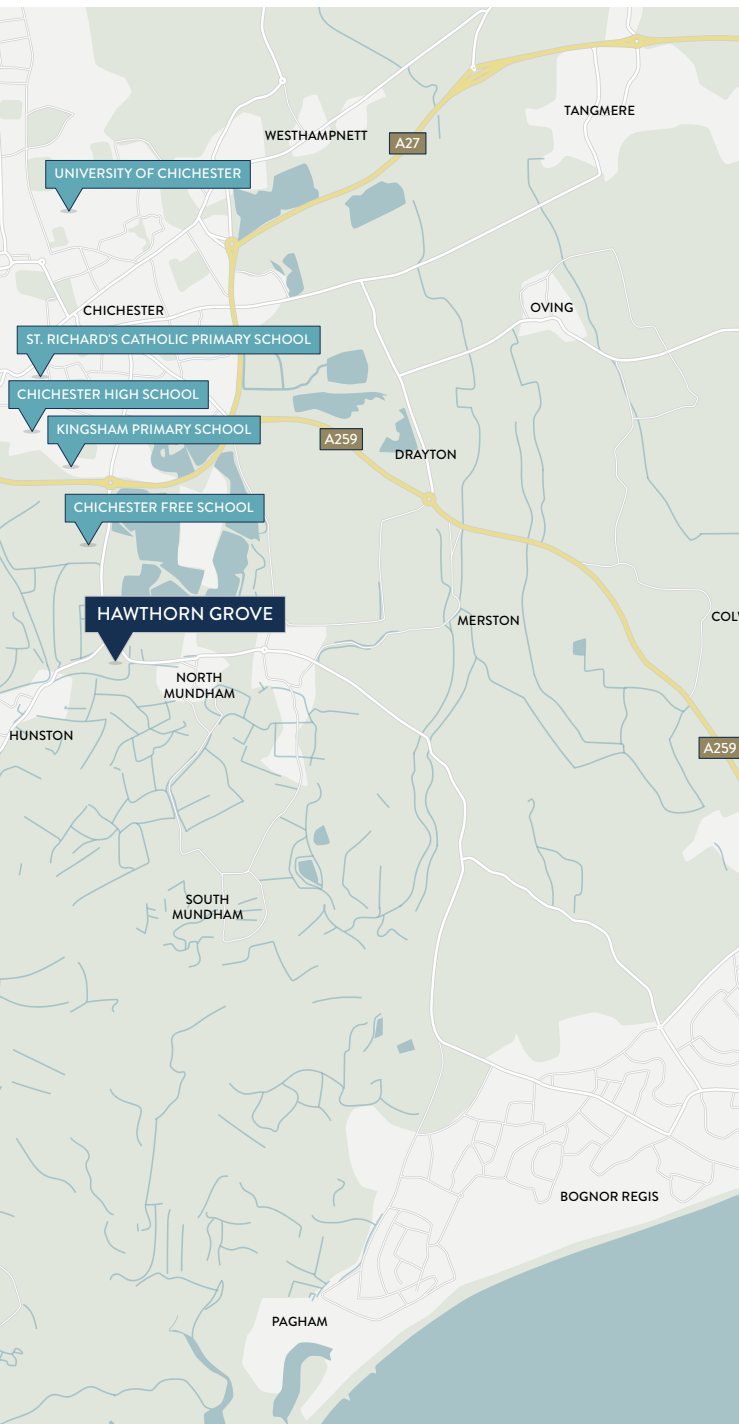 TANGMERE
WESTHAMPNETT
A27
UNIVERSITY OF CHICHESTER
OVING
CHICHESTER
ST. RICHARD'S CATHOLIC PRIMARY SCHOOL
CHICHESTER HIGH SCHOOL
KINGSHAM PRIMARY SCHOOL
A259
DRAYTON
CHICHESTER FREE SCHOOL
HAWTHORN GROVE
MERSTON
NORTH
MUNDHAM
HUNSTON
A259
SOUTH
MUNDHAM
BOGNOR REGIS
PAGHAM